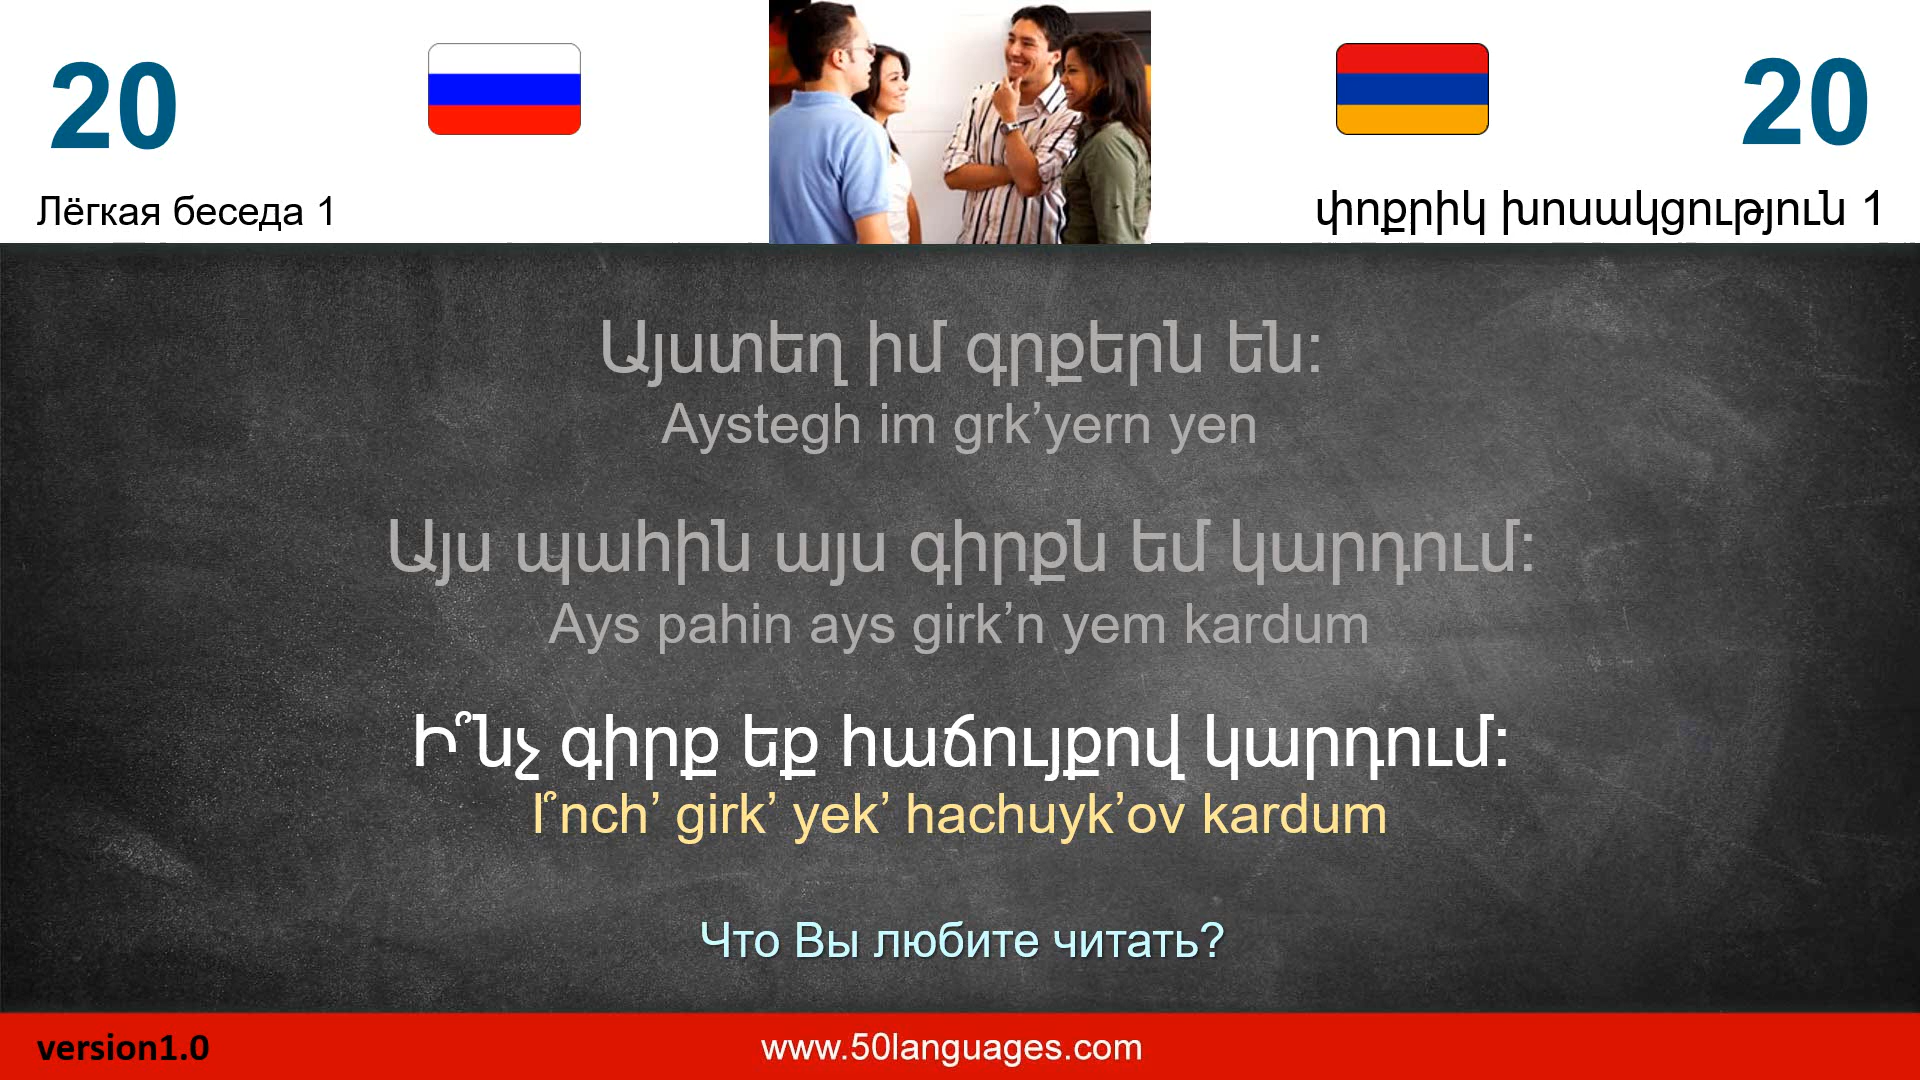 20
20
Лёгкая беседа 1
փոքրիկ խոսակցություն 1
Այստեղ իմ գրքերն են:
Aystegh im grk’yern yen
Այս պահին այս գիրքն եմ կարդում:
Ays pahin ays girk’n yem kardum
Ի՞նչ գիրք եք հաճույքով կարդում:
I՞nch’ girk’ yek’ hachuyk’ov kardum
Что Вы любите читать?
version1.0
www.50languages.com